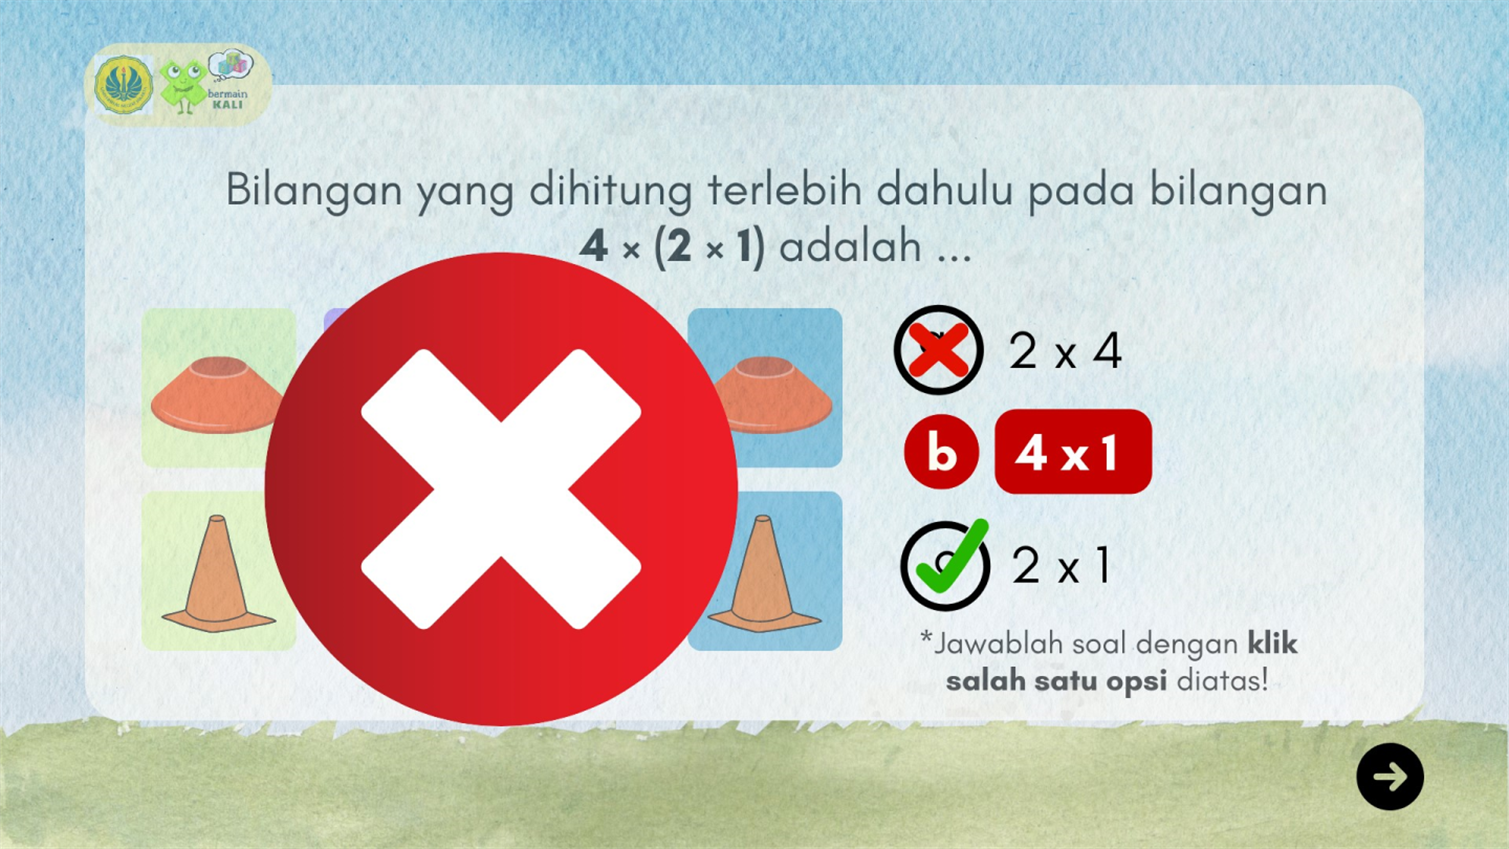 bermain
KALI
Bilangan yang dihitung terlebih dahulu pada bilangan
4 × (2 × 1) adalah ...
2 x 4
b 4 x 1
2 x 1
*Jawablah soal dengan klik
salah satu opsi diatas!